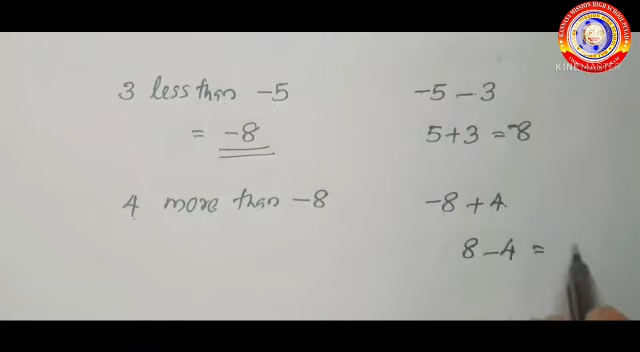 3 less than -5
-5 - 3
= -8
5+3 = -8
4 more than -8
-8 + 4
8 - 4 =
KINEMASTER